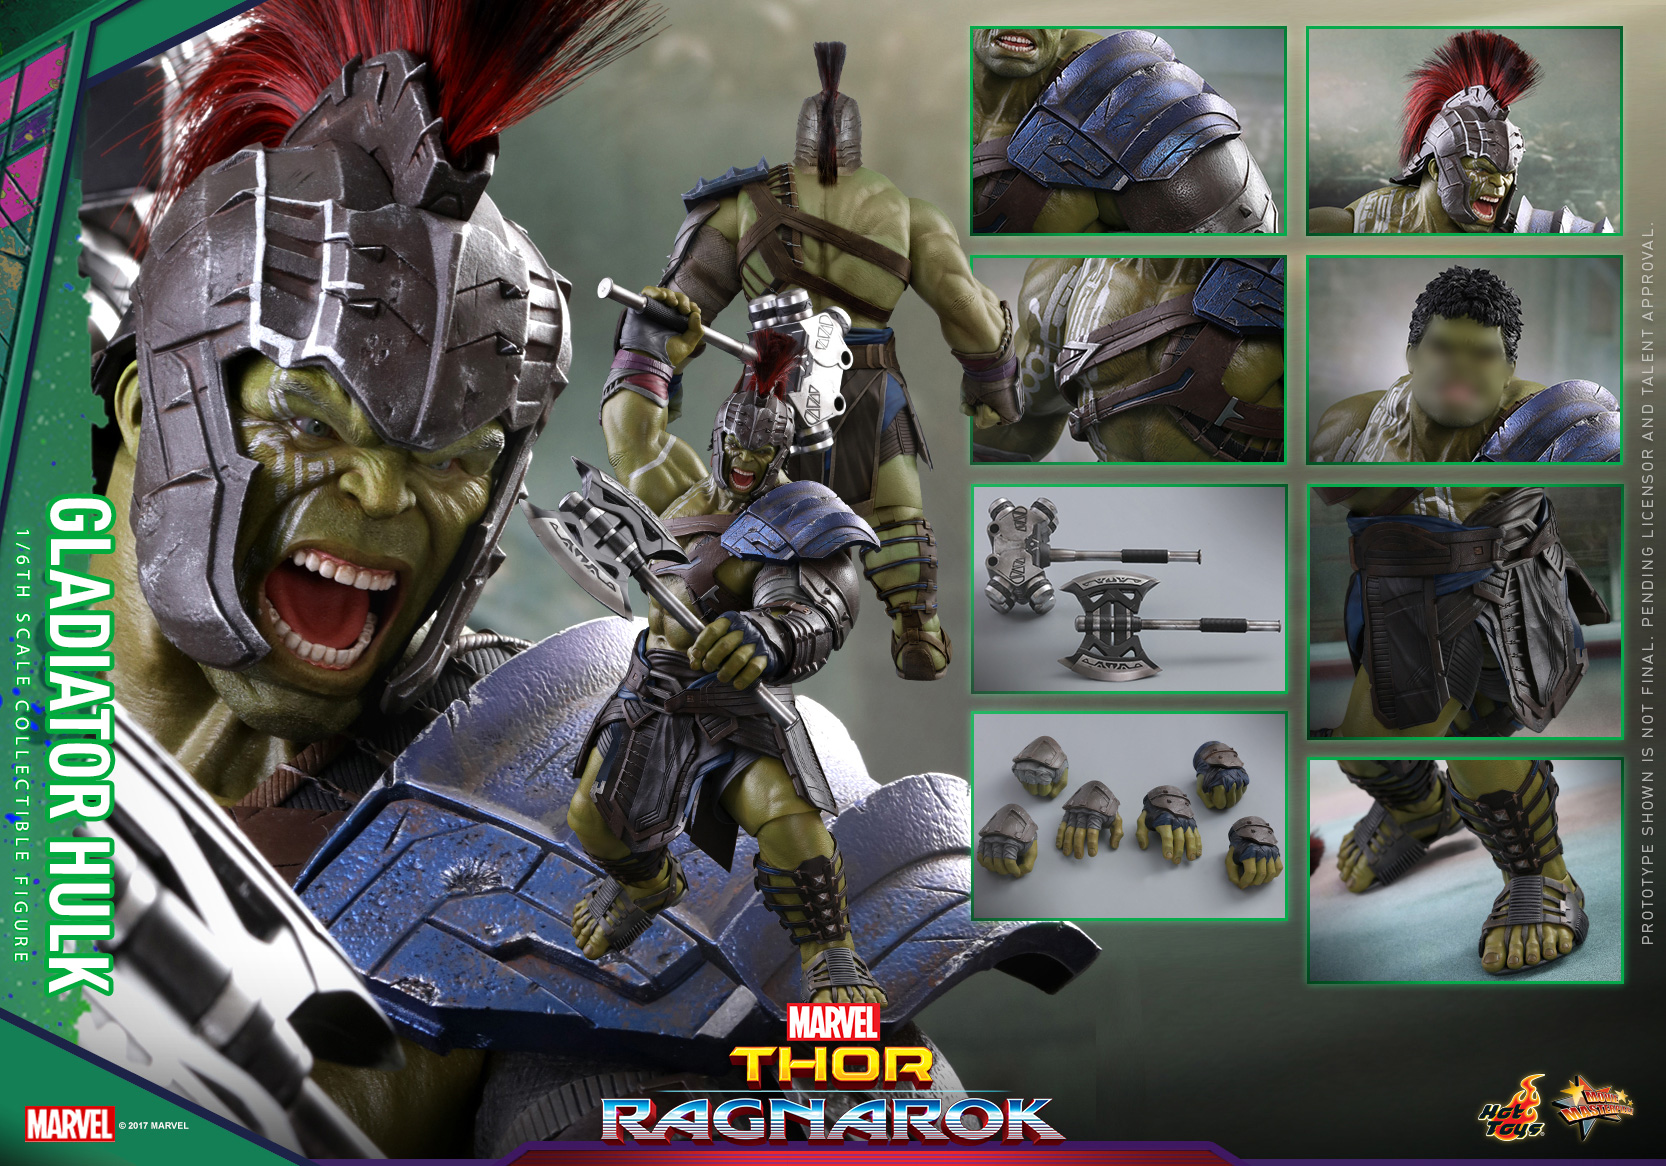 GLADIATOR HULK
1/6TH SCALE COLLECTIBLE FIGURE
MARVEL
THOR
RAGNAROK
MARVEL
© 2017 MARVEL
Hot
Toys
Movie
Masterpiece
PROTOTYPE SHOWN IS NOT FINAL. PENDING LICENSOR AND TALENT APPROVAL.